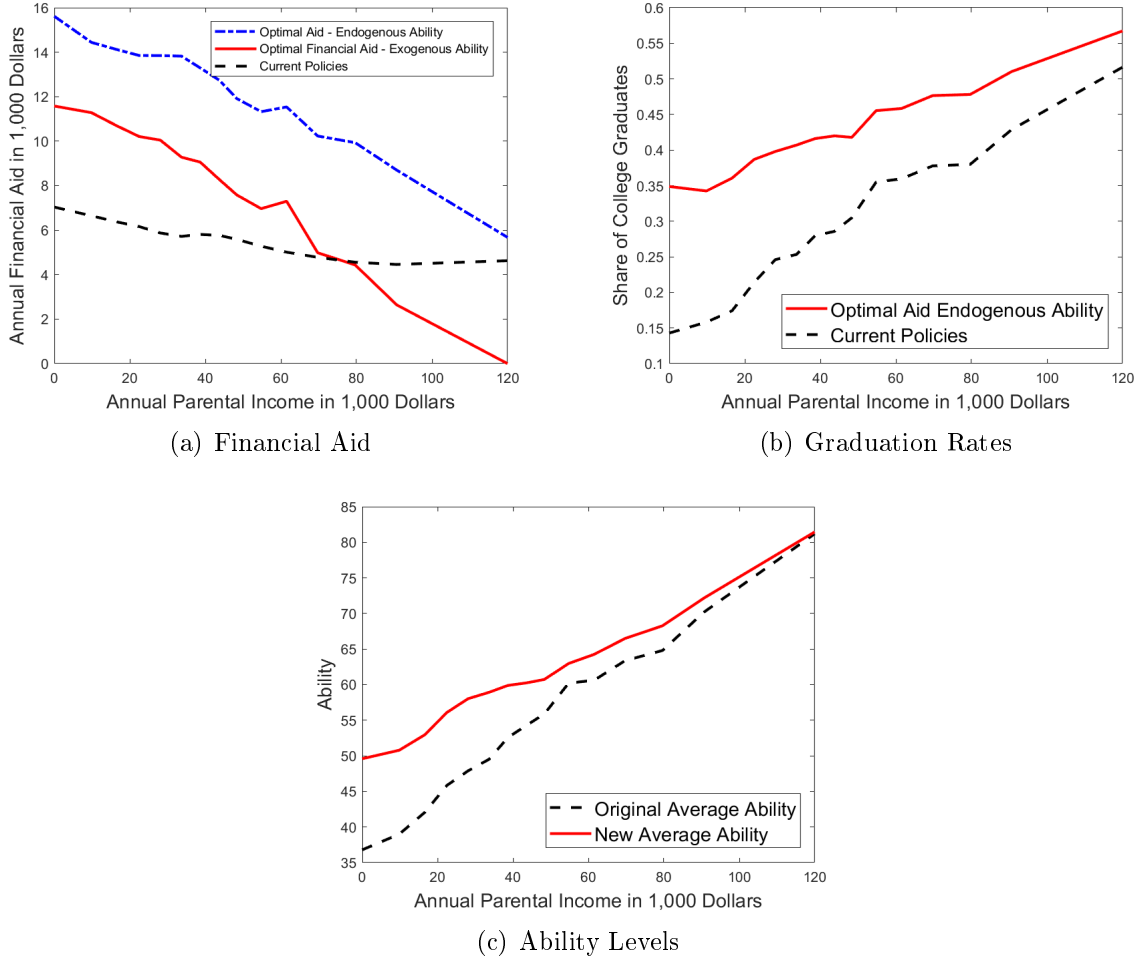 Annual Financial Aid in 1,000 Dollars
16
14
12
10
8
6
4
2
0
Optimal Aid - Endogenous Ability
Optimal Financial Aid - Exogenous Ability
Current Policies
0 20 40 60 80 100 120
Annual Parental Income in 1,000 Dollars
(a) Financial Aid
Share of College Graduates
0.6
0.55
0.5
0.45
0.4
0.35
0.3
0.25
0.2
0.15
0.1
Optimal Aid Endogenous Ability
Current Policies
0 20 40 60 80 100 120
Annual Parental Income in 1,000 Dollars
(b) Graduation Rates
Ability
85
80
75
70
65
60
55
50
45
40
35
Original Average Ability
New Average Ability
0 20 40 60 80 100 120
Annual Parental Income in 1,000 Dollars
(c) Ability Levels